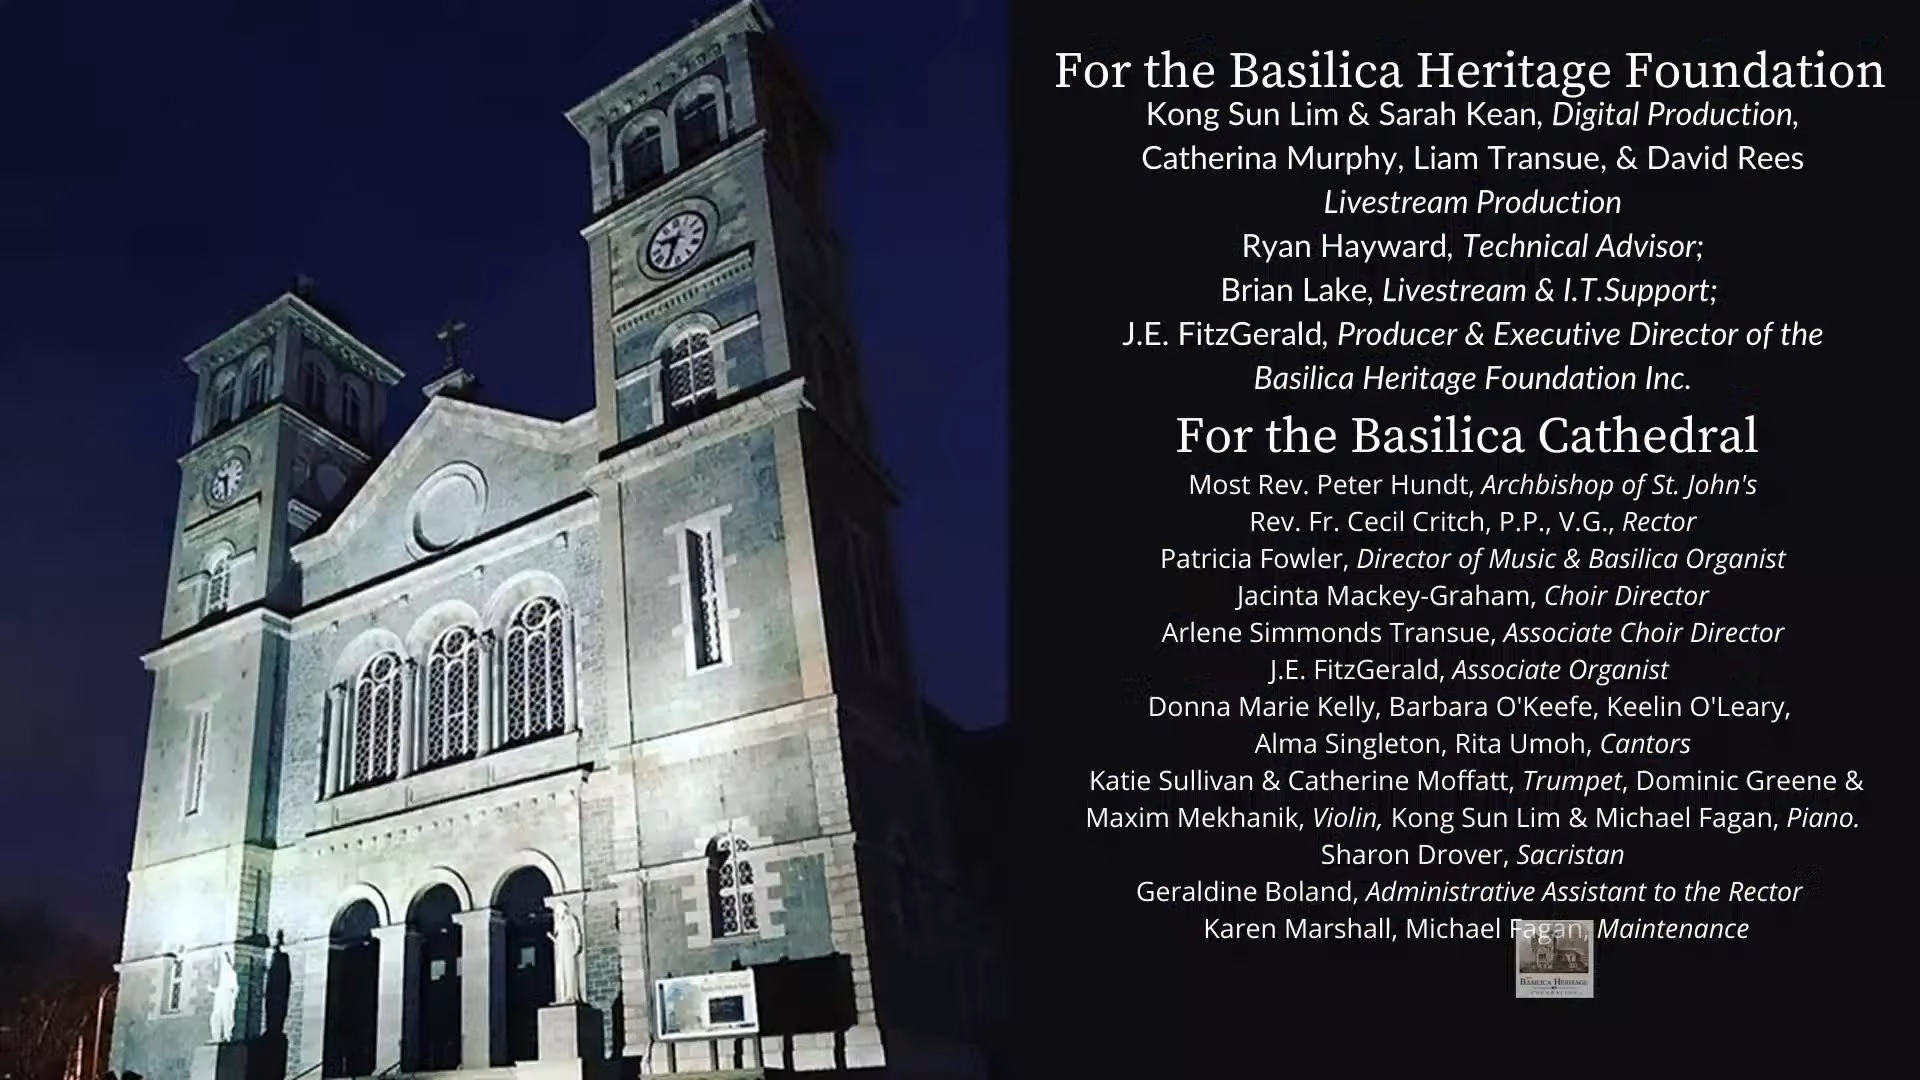 For the Basilica Heritage Foundation
Kong Sun Lim & Sarah Kean, Digital Production,
Catherina Murphy, Liam Transue, & David Rees
Livestream Production
Ryan Hayward, Technical Advisor;
Brian Lake, Livestream & I.T.Support;
J.E. FitzGerald, Producer & Executive Director of the
Basilica Heritage Foundation Inc.
For the Basilica Cathedral
Most Rev. Peter Hundt, Archbishop of St. John's
Rev. Fr. Cecil Critch, P.P., V.G., Rector
Patricia Fowler, Director of Music & Basilica Organist
Jacinta Mackey-Graham, Choir Director
Arlene Simmonds Transue, Associate Choir Director
J.E. FitzGerald, Associate Organist
Donna Marie Kelly, Barbara O'Keefe, Keelin O'Leary,
Alma Singleton, Rita Umoh, Cantors
Katie Sullivan & Catherine Moffatt, Trumpet, Dominic Greene &
Maxim Mekhanik, Violin, Kong Sun Lim & Michael Fagan, Piano.
Sharon Drover, Sacristan
Geraldine Boland, Administrative Assistant to the Rector
Karen Marshall, Michael Fagan, Maintenance
Basilica Heritage
Foundation